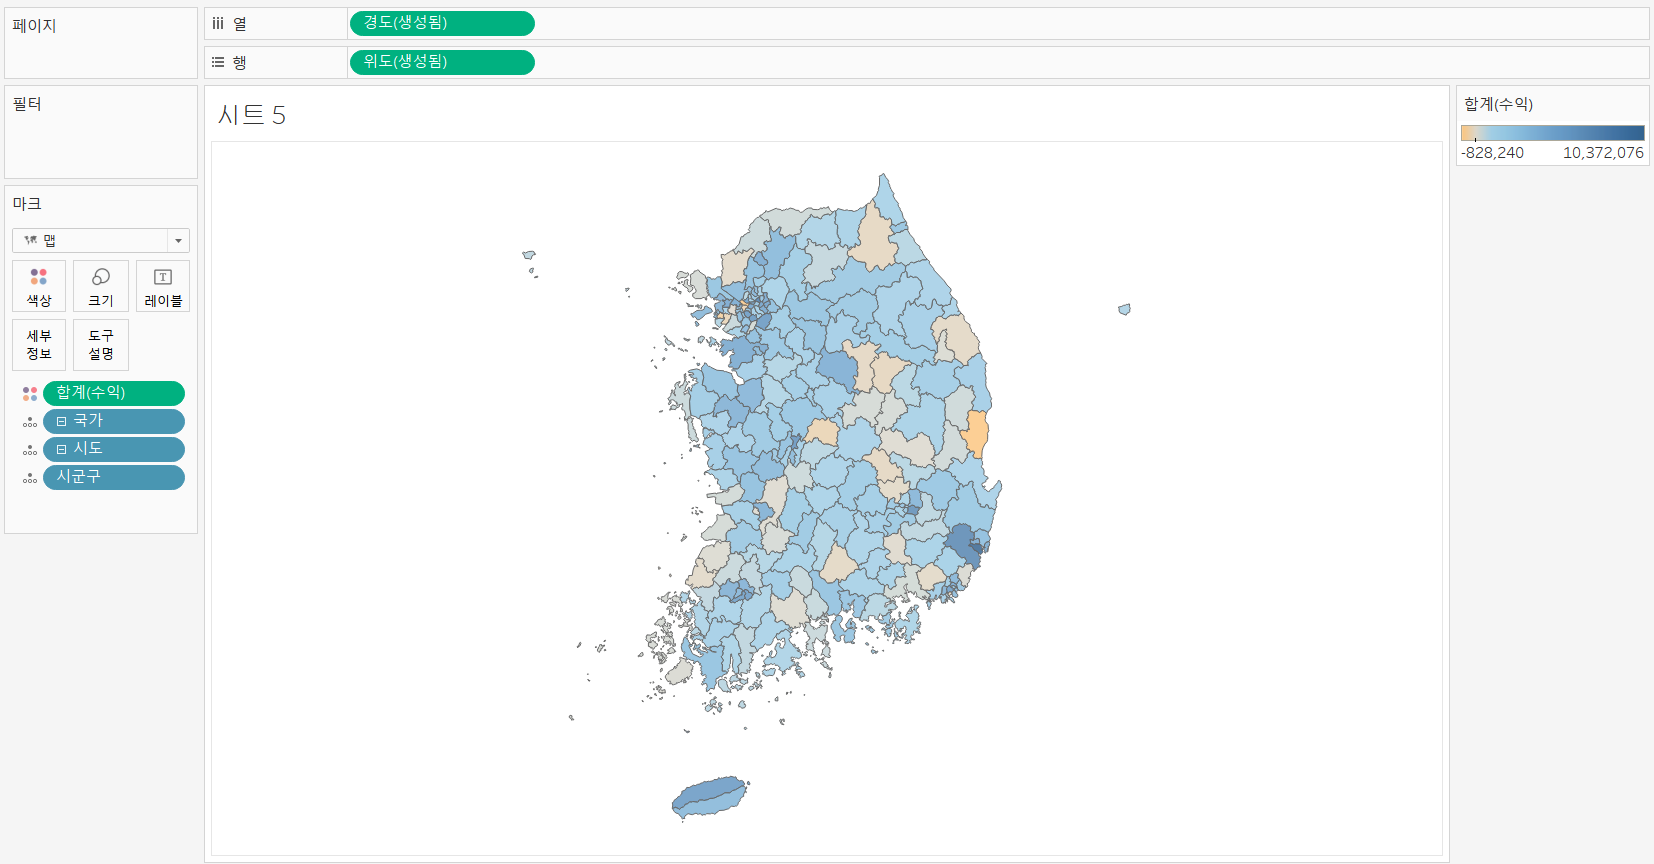 페이지
열
경도(생성됨)
행
위도(생성됨)
필터
시트 5
합계(수익)
-828,240
10,372,076
마크
맵
색상
크기
T
레이블
세부
정보
도구
설명
합계(수익)
국가
시도
시군구